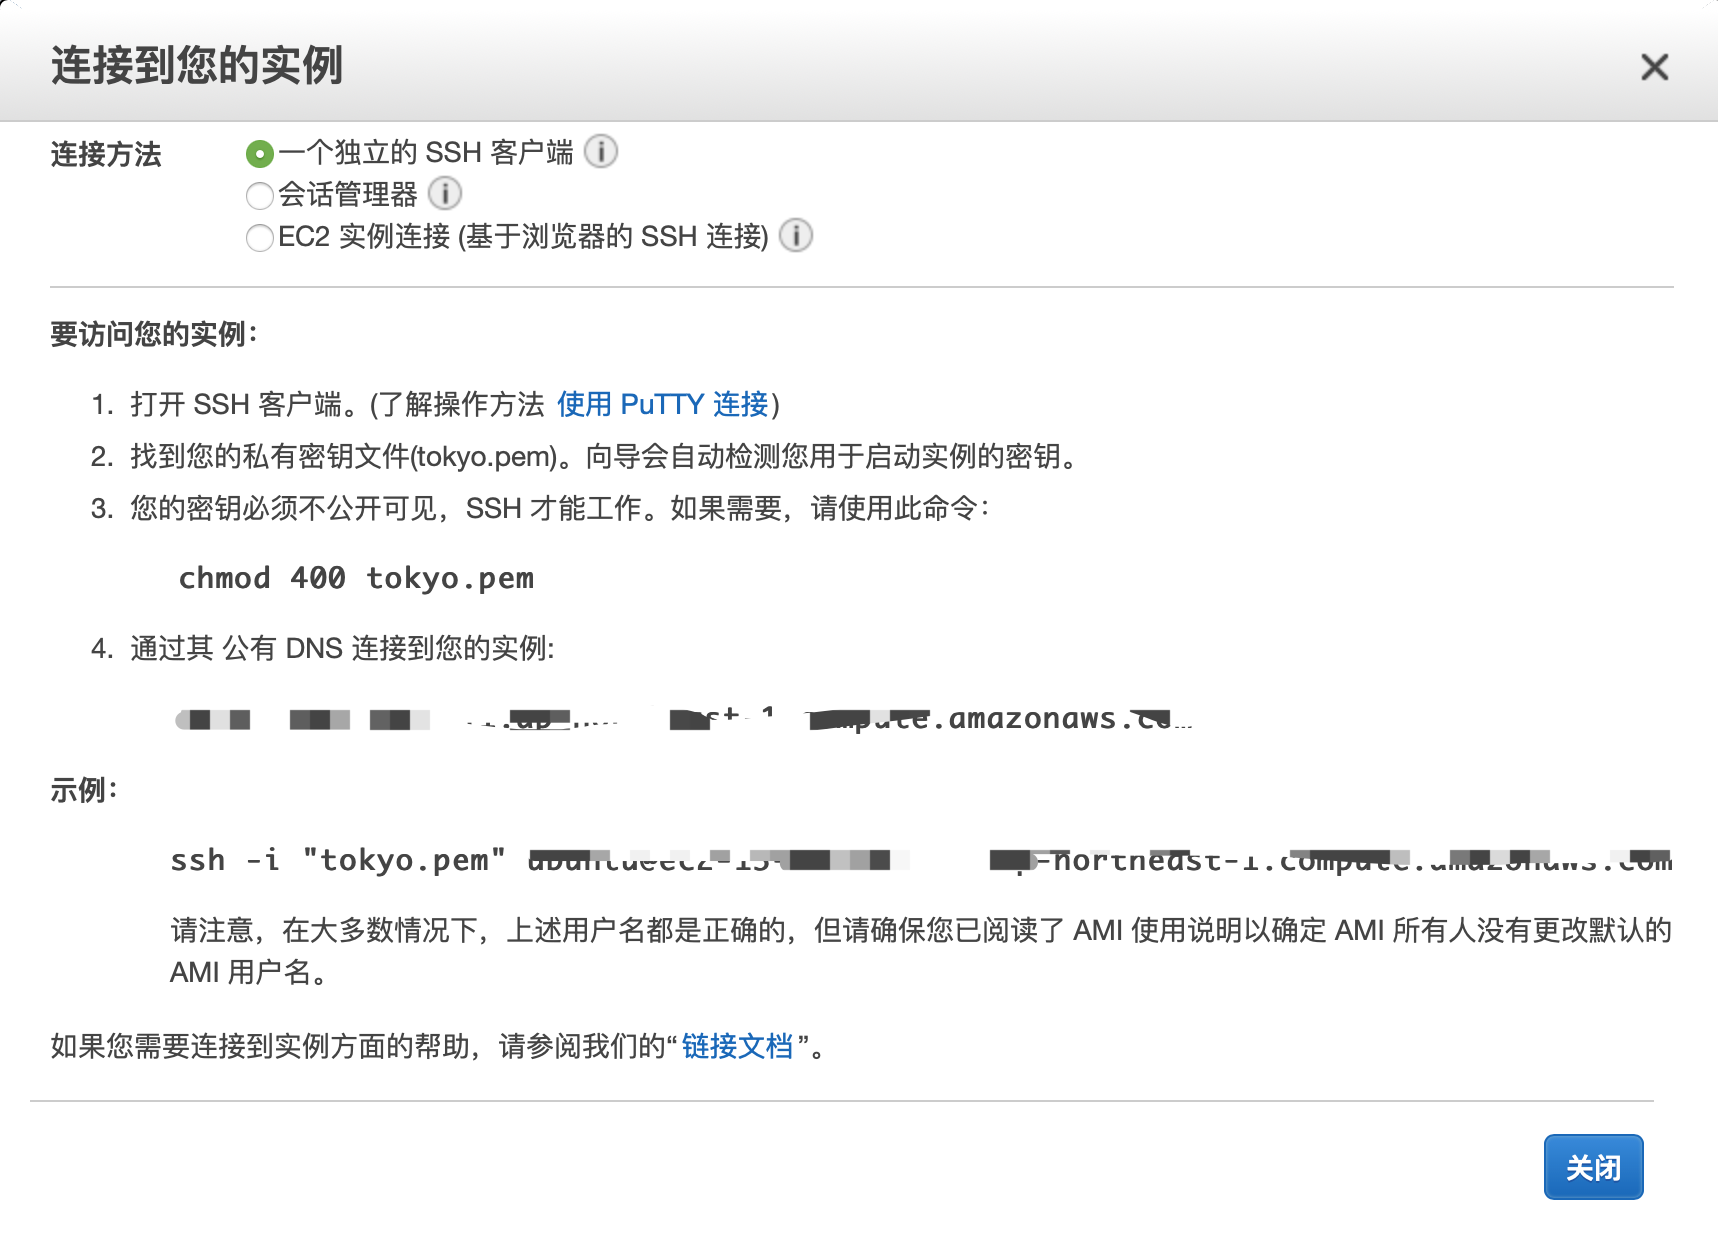 连接到您的实例
连接方法
一个独立的 SSH 客户端
会话管理器
EC2 实例连接 (基于浏览器的 SSH 连接)
要访问您的实例：
1. 打开 SSH 客户端。(了解操作方法 使用 PuTTY 连接)
2. 找到您的私有密钥文件(tokyo.pem)。向导会自动检测您用于启动实例的密钥。
3. 您的密钥必须不公开可见，SSH 才能工作。如果需要，请使用此命令：
chmod 400 tokyo.pem
4. 通过其 公有 DNS 连接到您的实例:
.amazonaws.
示例：
ssh -i "tokyo.pem"
请注意，在大多数情况下，上述用户名都是正确的，但请确保您已阅读了 AMI 使用说明以确定 AMI 所有人没有更改默认的
AMI 用户名。
如果您需要连接到实例方面的帮助，请参阅我们的“链接文档”。
关闭